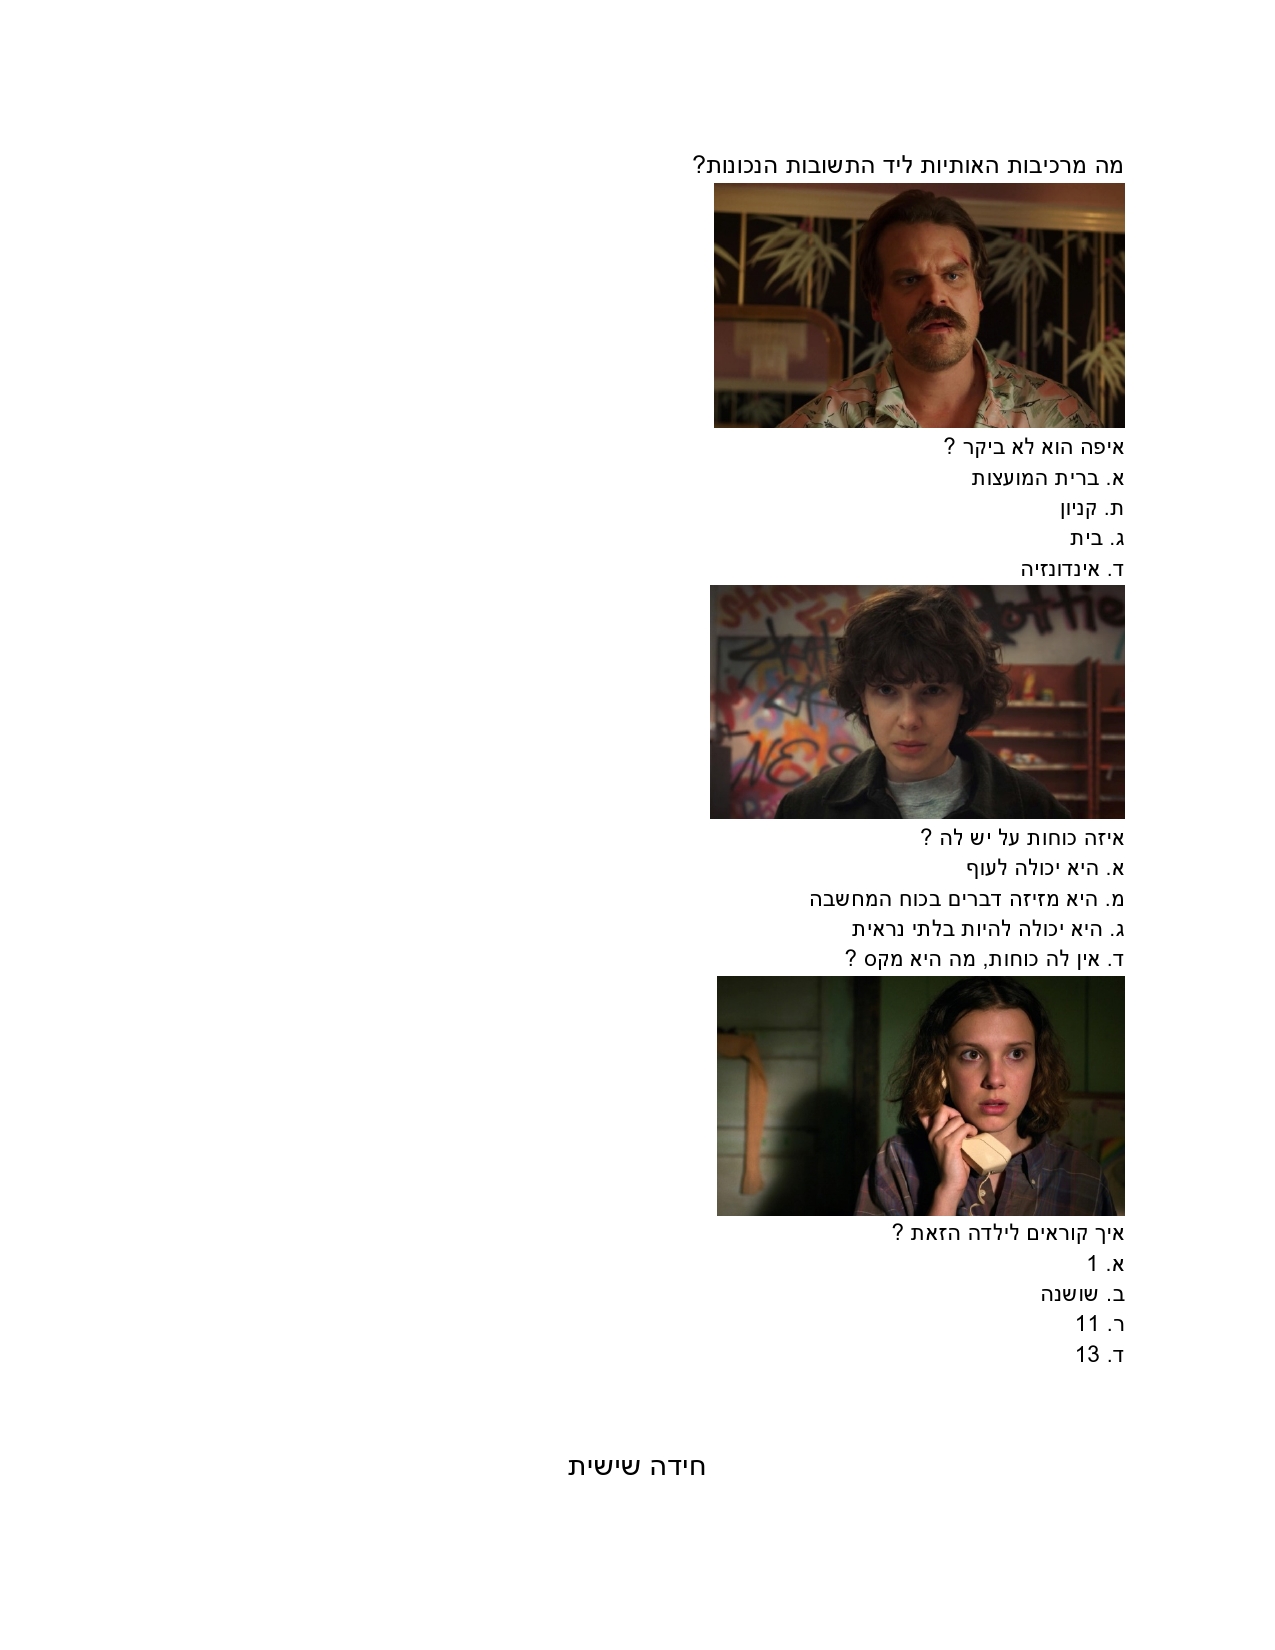 מה מרכיבות האותיות ליד התשובות הנכונות?
איפה הוא לא ביקר ?
א. ברית המועצות
ת. קניון
ג. בית
ד. אינדונזיה
איזה כוחות על יש לה ?
א. היא יכולה לעוף
מ. היא מזיזה דברים בכוח המחשבה
ג. היא יכולה להיות בלתי נראית
ד. אין לה כוחות, מה היא מקס ?
איך קוראים לילדה הזאת ?
א. 1
ב. שושנה
ר. 11
ד. 13
חידה שישית